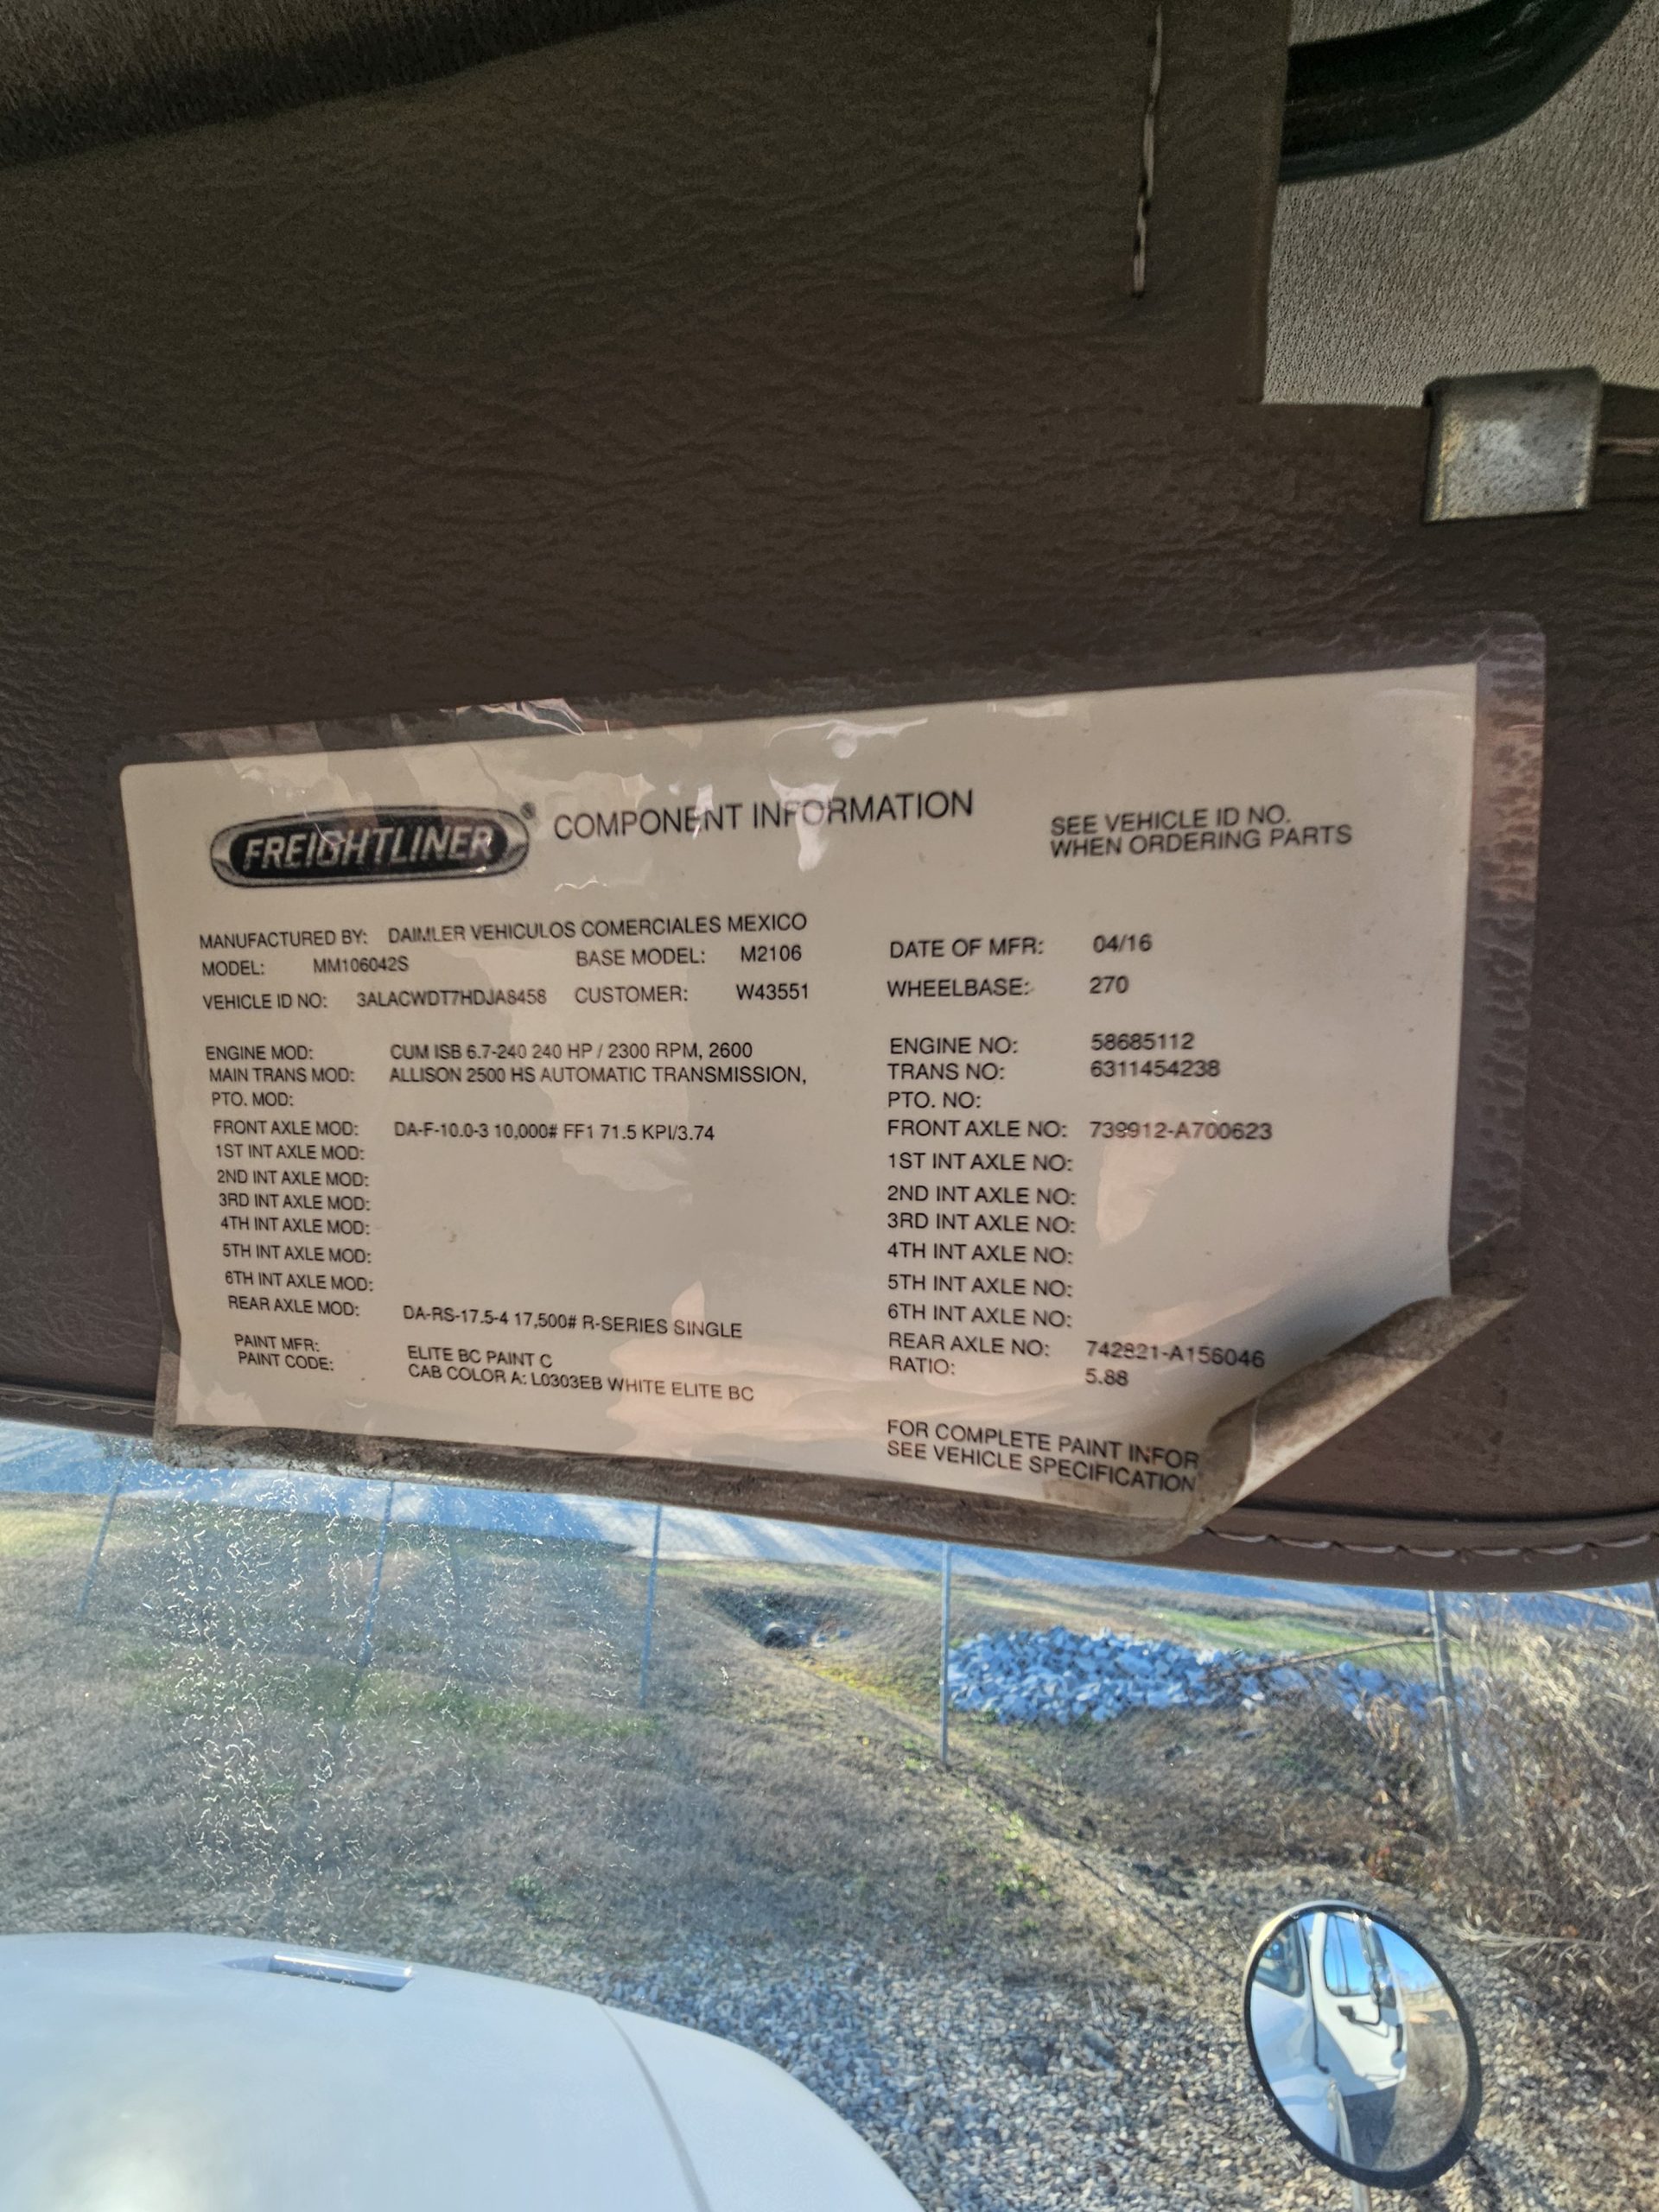 FREIGHTLINER ® COMPONENT INFORMATION
SEE VEHICLE ID NO.
WHEN ORDERING PARTS
MANUFACTURED BY: DAIMLER VEHICULOS COMERCIALES MEXICO
MODEL: MM106042S BASE MODEL: M2106
VEHICLE ID NO: 3ALACWDT7HDJA8458 CUSTOMER: W43551
ENGINE MOD: CUM ISB 6.7-240 240 HP / 2300 RPM, 2600
MAIN TRANS MOD: ALLISON 2500 HS AUTOMATIC TRANSMISSION,
PTO. MOD:
FRONT AXLE MOD: DA-F-10.0-3 10,000# FF1 71.5 KPI/3.74
1ST INT AXLE MOD:
2ND INT AXLE MOD:
3RD INT AXLE MOD:
4TH INT AXLE MOD:
5TH INT AXLE MOD:
6TH INT AXLE MOD:
REAR AXLE MOD: DA-RS-17.5-4 17,500# R-SERIES SINGLE
PAINT MFR: ELITE BC PAINT C
PAINT CODE: CAB COLOR A: L0303EB WHITE ELITE BC
DATE OF MFR: 04/16
WHEELBASE: 270
ENGINE NO: 58685112
TRANS NO: 6311454238
PTO. NO:
FRONT AXLE NO: 739912-A700623
1ST INT AXLE NO:
2ND INT AXLE NO:
3RD INT AXLE NO:
4TH INT AXLE NO:
5TH INT AXLE NO:
6TH INT AXLE NO:
REAR AXLE NO: 742821-A156046
RATIO: 5.88
FOR COMPLETE PAINT INFOR
SEE VEHICLE SPECIFICATION